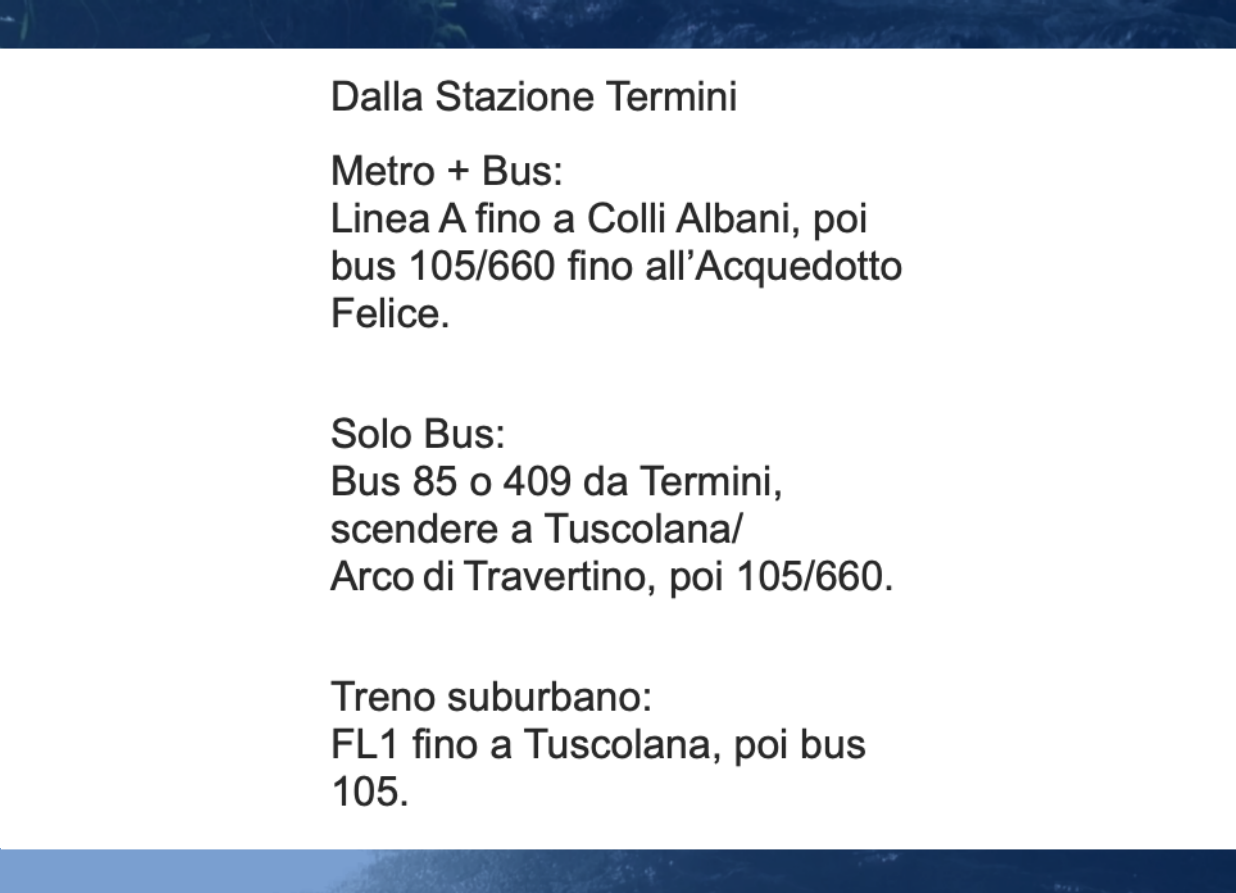 Dalla Stazione Termini
Metro + Bus:
Linea A fino a Colli Albani, poi
bus 105/660 fino all’Acquedotto
Felice.
Solo Bus:
Bus 85 o 409 da Termini,
scendere a Tuscolana/
Arco di Travertino, poi 105/660.
Treno suburbano:
FL1 fino a Tuscolana, poi bus
105.